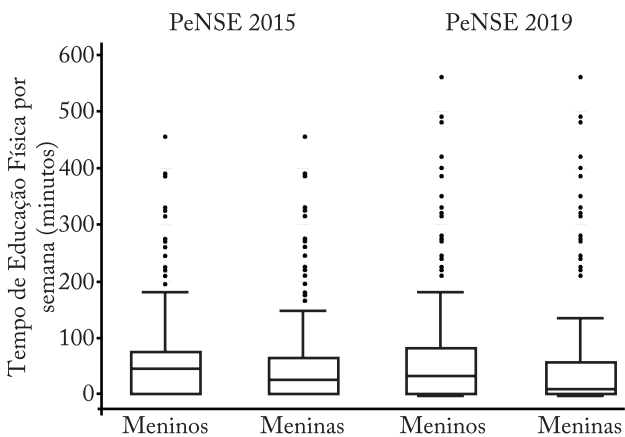 PeNSE 2015
PeNSE 2019
Tempo de Educação Física por
semana (minutos)
600
500
400
300
200
100
0
Meninos
Meninas
Meninos
Meninas